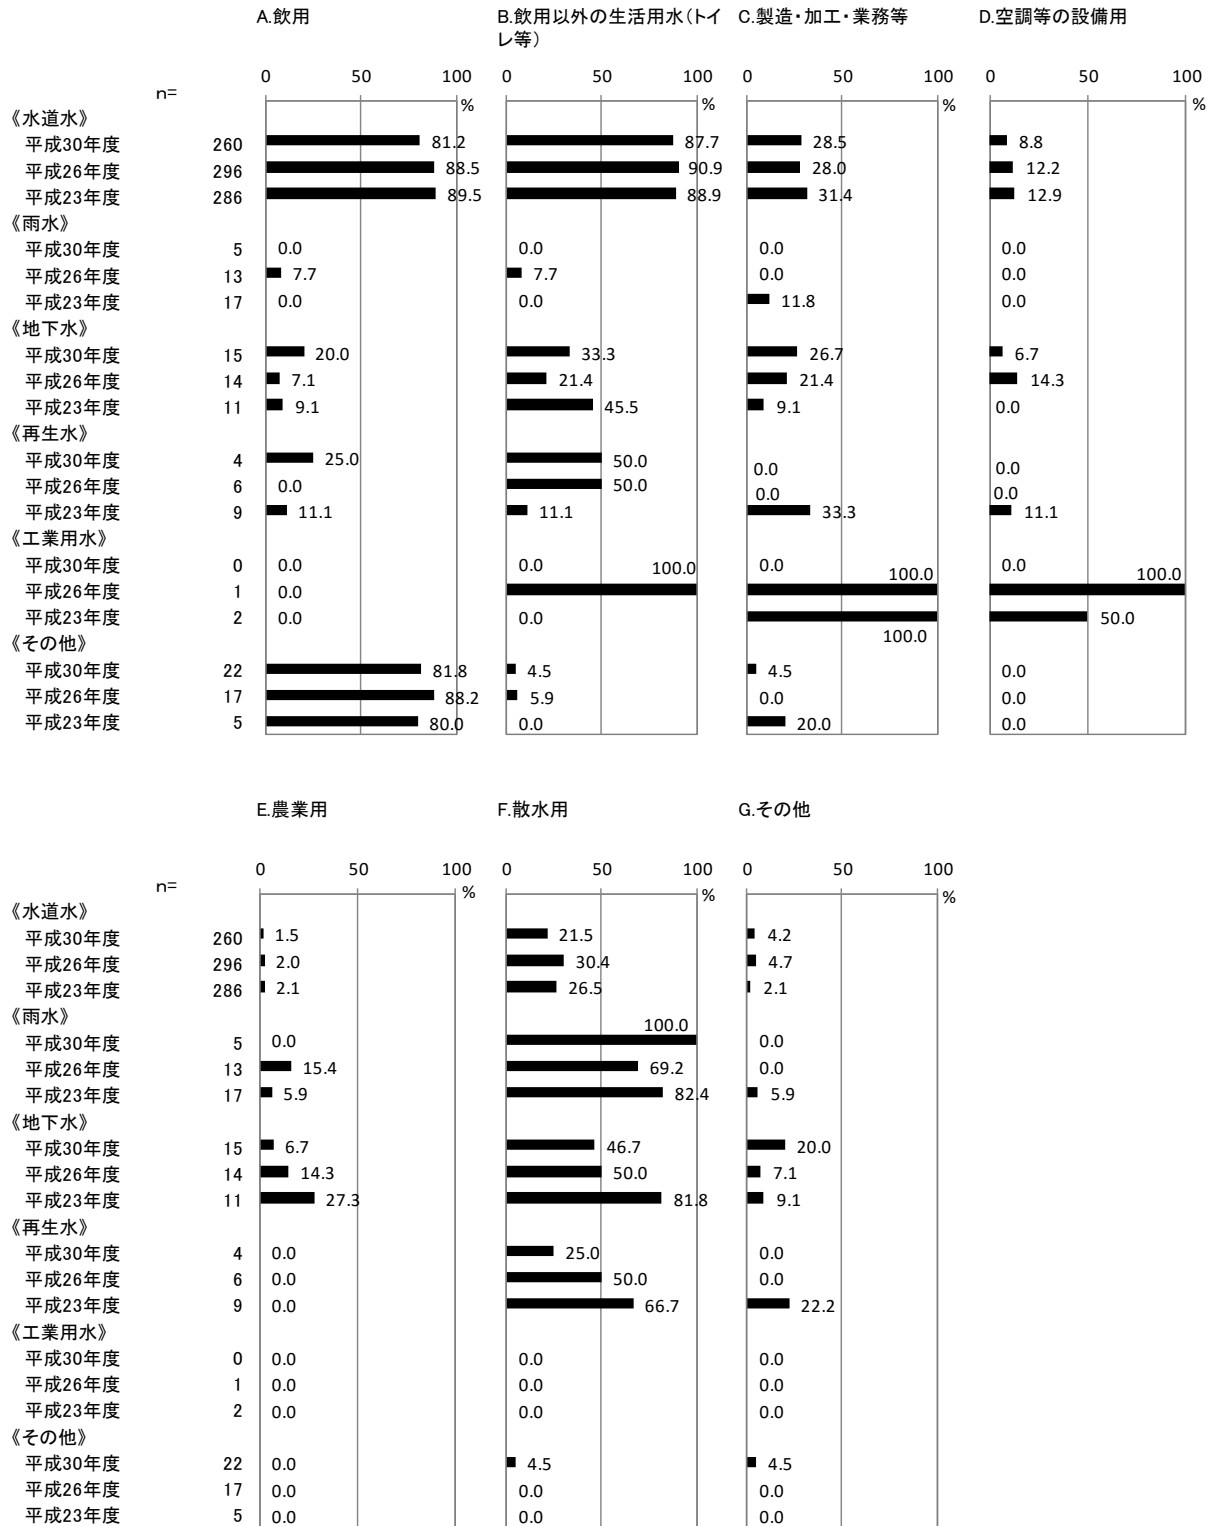 A.飲用 B.飲用以外の生活用水(トイレ等) C.製造・加工・業務等 D.空調等の設備用
0 50 100 0 50 100 0 50 100 0 50 100
n= % % % %
《水道水》
平成30年度 260 81.2 87.7 28.5 8.8
平成26年度 296 88.5 90.9 28.0 12.2
平成23年度 286 89.5 88.9 31.4 12.9
《雨水》
平成30年度 5 0.0 0.0 0.0 0.0
平成26年度 13 7.7 7.7 0.0 0.0
平成23年度 17 0.0 0.0 11.8 0.0
《地下水》
平成30年度 15 20.0 33.3 26.7 6.7
平成26年度 14 7.1 21.4 21.4 14.3
平成23年度 11 9.1 45.5 9.1 0.0
《再生水》
平成30年度 4 25.0 50.0 0.0 0.0
平成26年度 6 0.0 50.0 0.0 0.0
平成23年度 9 11.1 11.1 33.3 11.1
《工業用水》
平成30年度 0 0.0 0.0 0.0 0.0
平成26年度 1 0.0 100.0 100.0 100.0
平成23年度 2 0.0 0.0 100.0 50.0
《その他》
平成30年度 22 81.8 4.5 4.5 0.0
平成26年度 17 88.2 5.9 0.0 0.0
平成23年度 5 80.0 0.0 20.0 0.0
E.農業用 F.散水用 G.その他
0 50 100 0 50 100 0 50 100
n= % % %
《水道水》
平成30年度 260 1.5 21.5 4.2
平成26年度 296 2.0 30.4 4.7
平成23年度 286 2.1 26.5 2.1
《雨水》
平成30年度 5 0.0 100.0 0.0
平成26年度 13 15.4 69.2 0.0
平成23年度 17 5.9 82.4 5.9
《地下水》
平成30年度 15 6.7 46.7 20.0
平成26年度 14 14.3 50.0 7.1
平成23年度 11 27.3 81.8 9.1
《再生水》
平成30年度 4 0.0 25.0 0.0
平成26年度 6 0.0 50.0 0.0
平成23年度 9 0.0 66.7 22.2
《工業用水》
平成30年度 0 0.0 0.0 0.0
平成26年度 1 0.0 0.0 0.0
平成23年度 2 0.0 0.0 0.0
《その他》
平成30年度 22 0.0 4.5 4.5
平成26年度 17 0.0 0.0 0.0
平成23年度 5 0.0 0.0 0.0